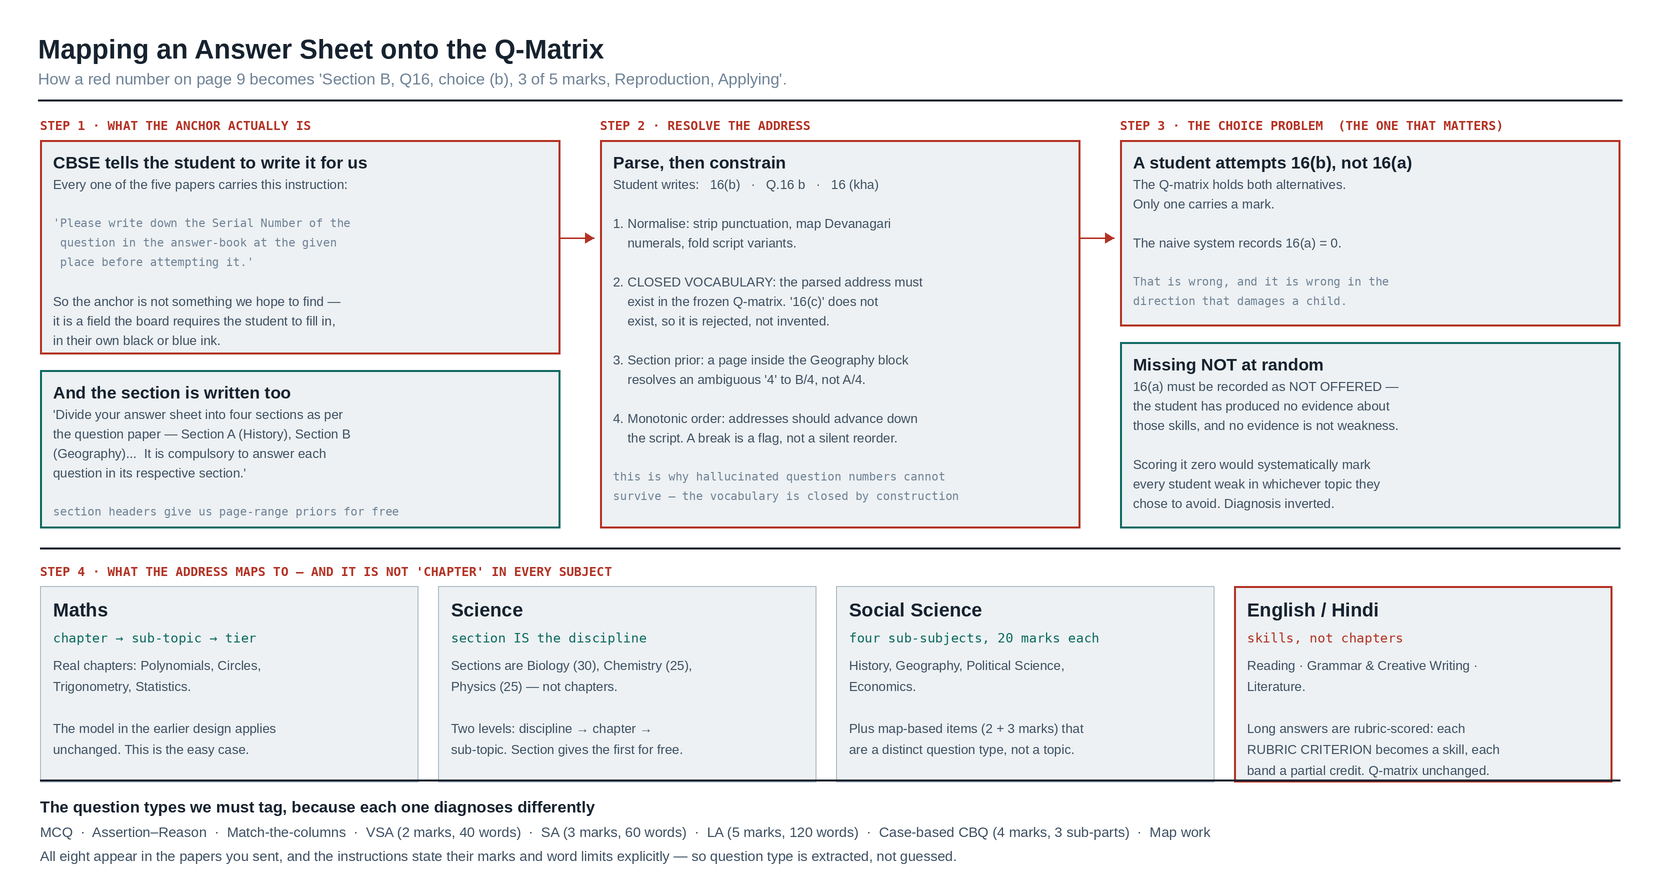 Mapping an Answer Sheet onto the Q-Matrix
How a red number on page 9 becomes 'Section B, Q16, choice (b), 3 of 5 marks, Reproduction, Applying'.
STEP 1 · WHAT THE ANCHOR ACTUALLY IS
CBSE tells the student to write it for us
Every one of the five papers carries this instruction:
'Please write down the Serial Number of the
question in the answer-book at the given
place before attempting it.'
So the anchor is not something we hope to find —
it is a field the board requires the student to fill in,
in their own black or blue ink.
And the section is written too
'Divide your answer sheet into four sections as per
the question paper — Section A (History), Section B
(Geography)... It is compulsory to answer each
question in its respective section.'
section headers give us page-range priors for free
STEP 2 · RESOLVE THE ADDRESS
Parse, then constrain
Student writes: 16(b) · Q.16 b · 16 (kha)
1. Normalise: strip punctuation, map Devanagari
numerals, fold script variants.
2. CLOSED VOCABULARY: the parsed address must
exist in the frozen Q-matrix. '16(c)' does not
exist, so it is rejected, not invented.
3. Section prior: a page inside the Geography block
resolves an ambiguous '4' to B/4, not A/4.
4. Monotonic order: addresses should advance down
the script. A break is a flag, not a silent reorder.
this is why hallucinated question numbers cannot
survive — the vocabulary is closed by construction
STEP 3 · THE CHOICE PROBLEM (THE ONE THAT MATTERS)
A student attempts 16(b), not 16(a)
The Q-matrix holds both alternatives.
Only one carries a mark.
The naive system records 16(a) = 0.
That is wrong, and it is wrong in the
direction that damages a child.
Missing NOT at random
16(a) must be recorded as NOT OFFERED —
the student has produced no evidence about
those skills, and no evidence is not weakness.
Scoring it zero would systematically mark
every student weak in whichever topic they
chose to avoid. Diagnosis inverted.
STEP 4 · WHAT THE ADDRESS MAPS TO — AND IT IS NOT 'CHAPTER' IN EVERY SUBJECT
Maths
chapter → sub-topic → tier
Real chapters: Polynomials, Circles,
Trigonometry, Statistics.
The model in the earlier design applies
unchanged. This is the easy case.
Science
section IS the discipline
Sections are Biology (30), Chemistry (25),
Physics (25) — not chapters.
Two levels: discipline → chapter →
sub-topic. Section gives the first for free.
Social Science
four sub-subjects, 20 marks each
History, Geography, Political Science,
Economics.
Plus map-based items (2 + 3 marks) that
are a distinct question type, not a topic.
English / Hindi
skills, not chapters
Reading · Grammar & Creative Writing ·
Literature.
Long answers are rubric-scored: each
RUBRIC CRITERION becomes a skill, each
band a partial credit. Q-matrix unchanged.
The question types we must tag, because each one diagnoses differently
MCQ · Assertion–Reason · Match-the-columns · VSA (2 marks, 40 words) · SA (3 marks, 60 words) · LA (5 marks, 120 words) · Case-based CBQ (4 marks, 3 sub-parts) · Map work
All eight appear in the papers you sent, and the instructions state their marks and word limits explicitly — so question type is extracted, not guessed.